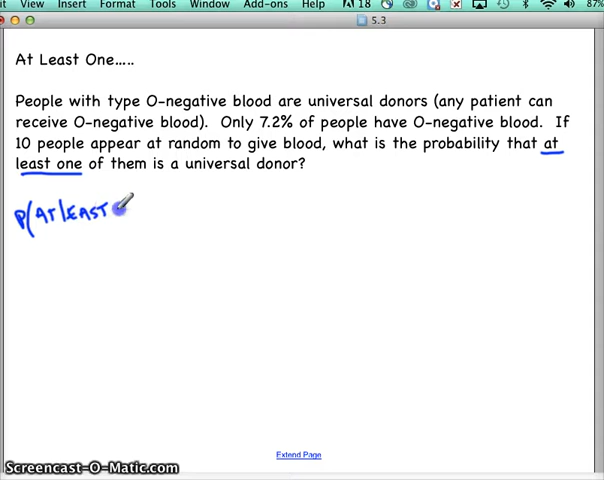 it View Insert Format Tools Window Add-Ons Help 18 87%
5.3
At Least One.....
People with type O-negative blood are universal donors (any patient can
receive O-negative blood). Only 7.2% of people have O-negative blood. If
10 people appear at random to give blood, what is the probability that at
least one of them is a universal donor?
P(AT LEAST
Extend Page
Screencast-O-Matic.com